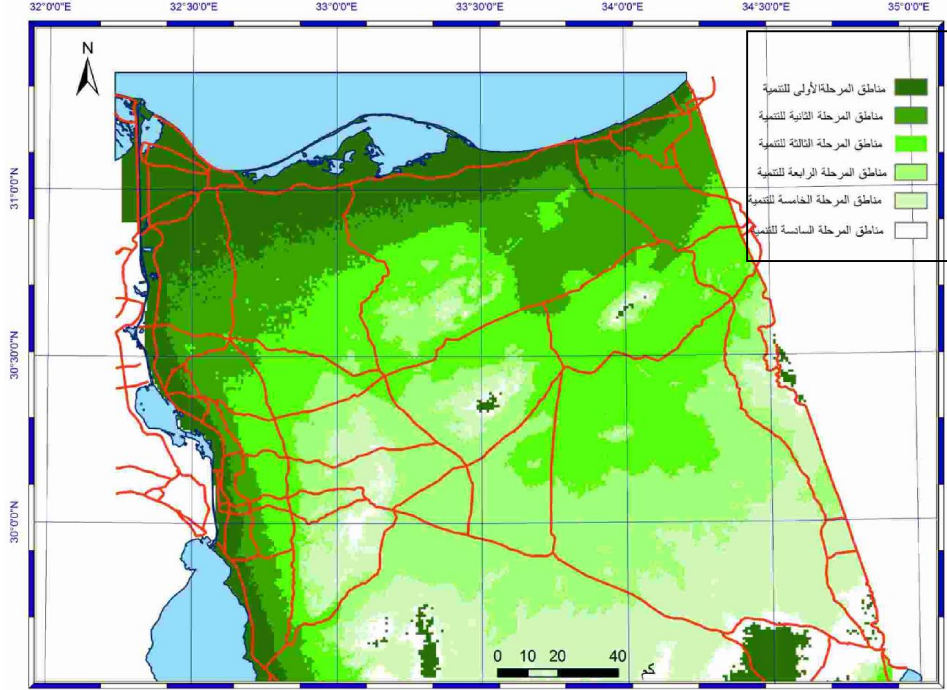 32°0'0"E 32°30'0"E 33°0'0"E 33°30'0"E 34°0'0"E 34°30'0"E 35°0'0"E
N
مناطق المرحلة الأولى للتنمية
مناطق المرحلة الثانية للتنمية
مناطق المرحلة الثالثة للتنمية
مناطق المرحلة الرابعة للتنمية
مناطق المرحلة الخامسة للتنمية
مناطق المرحلة السادسة للتنمية
31°0'0"N
30°30'0"N
30°0'0"N
0 10 20 40
كم